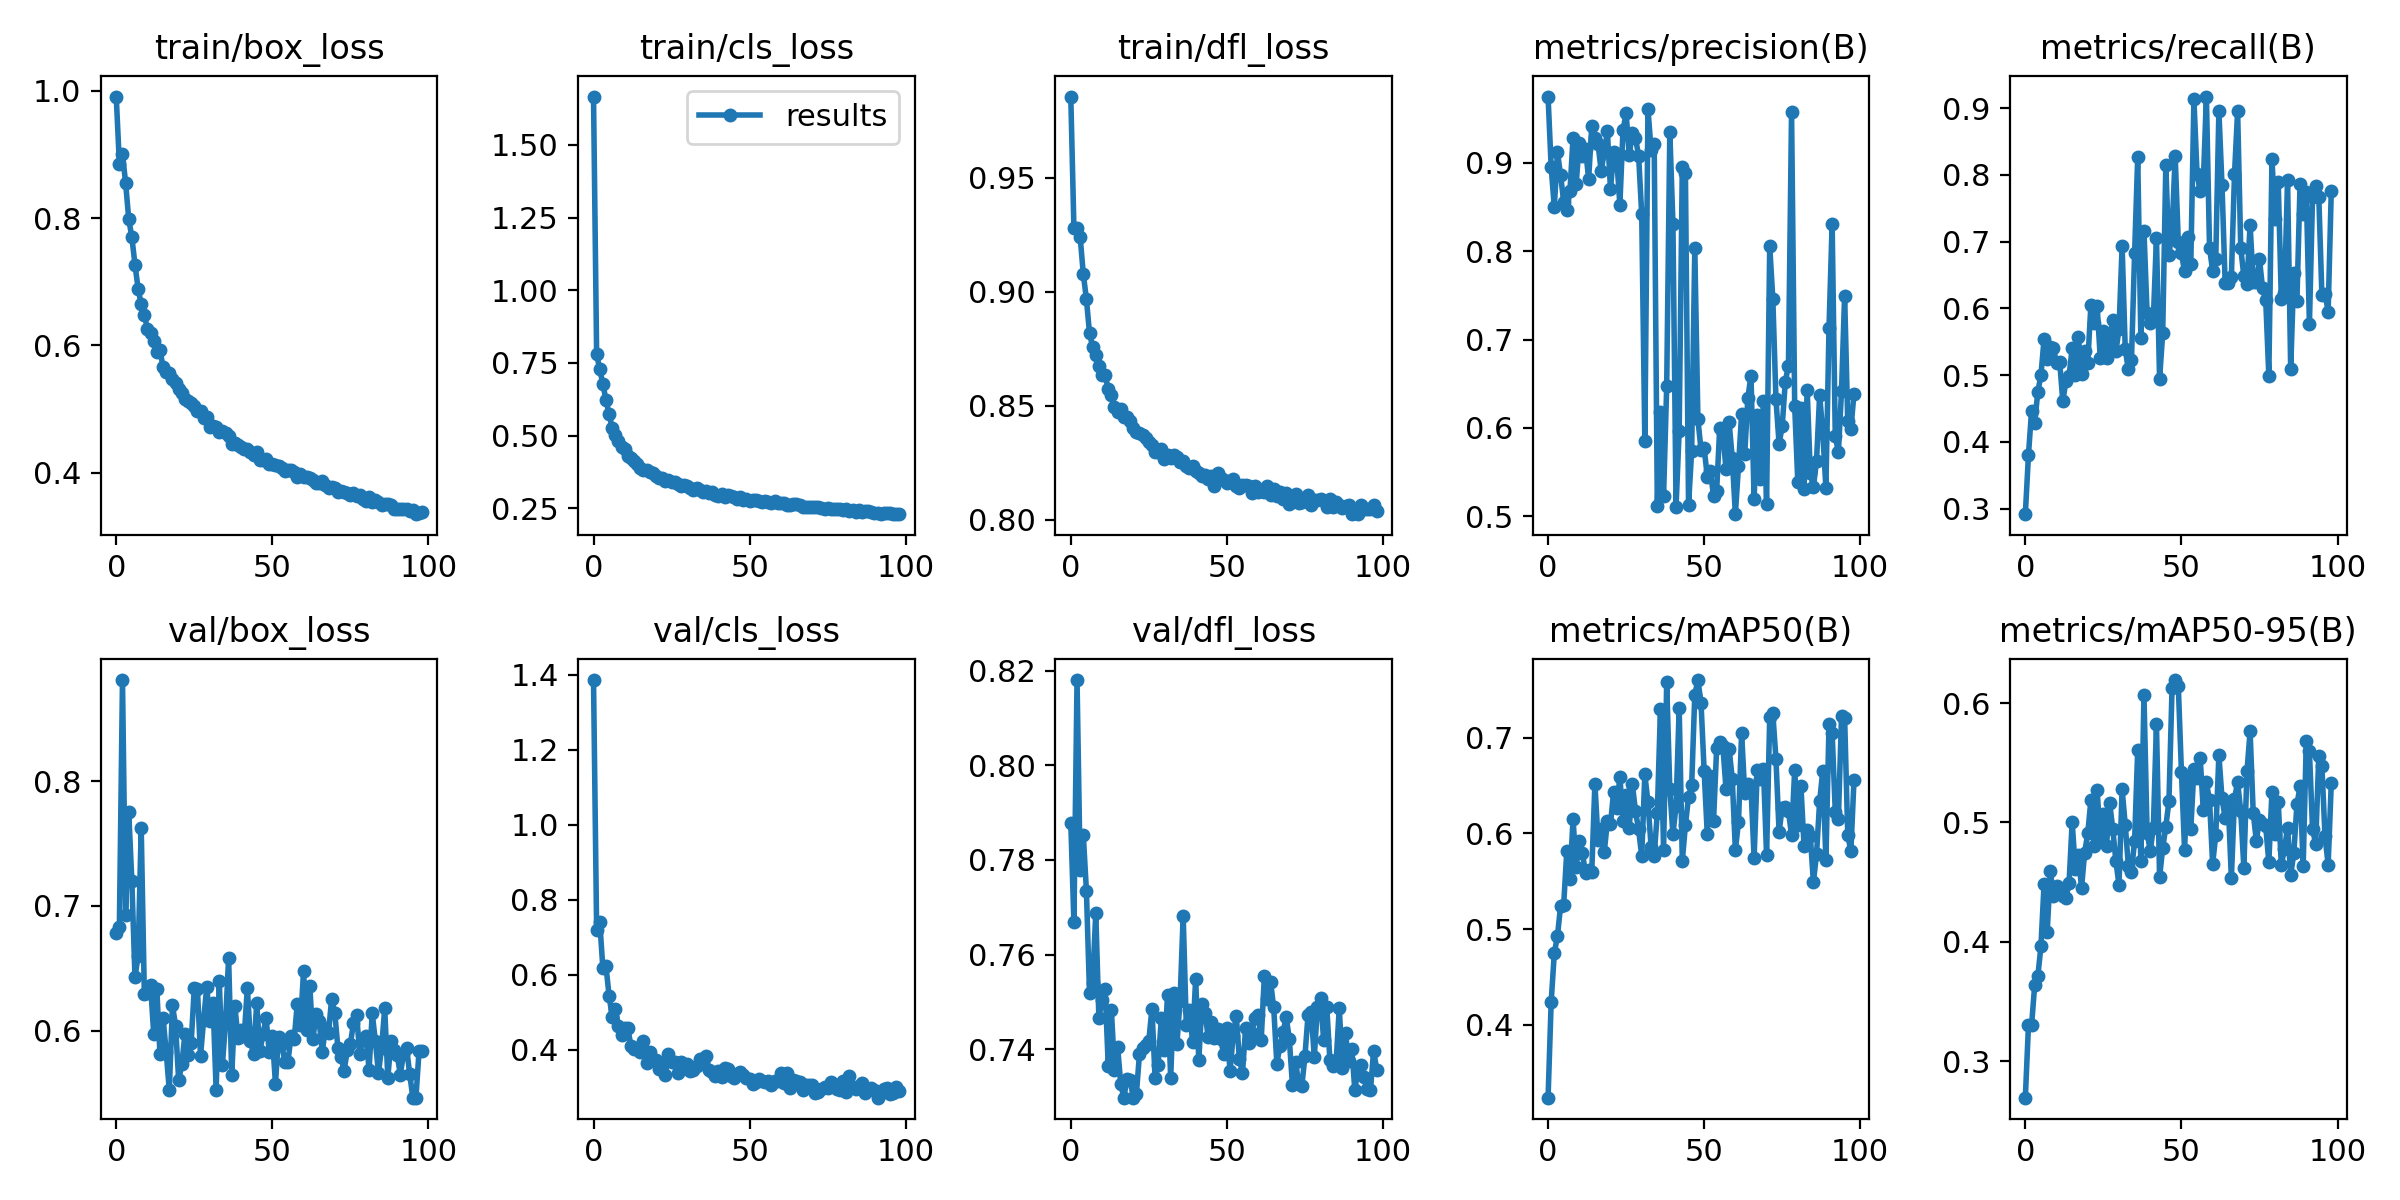 train/box_loss
1.0
0.8
0.6
0.4
0 50 100
train/cls_loss
results
1.50
1.25
1.00
0.75
0.50
0.25
0 50 100
train/dfl_loss
0.95
0.90
0.85
0.80
0 50 100
metrics/precision(B)
0.9
0.8
0.7
0.6
0.5
0 50 100
metrics/recall(B)
0.9
0.8
0.7
0.6
0.5
0.4
0.3
0 50 100
val/box_loss
0.8
0.7
0.6
0 50 100
val/cls_loss
1.4
1.2
1.0
0.8
0.6
0.4
0 50 100
val/dfl_loss
0.82
0.80
0.78
0.76
0.74
0 50 100
metrics/mAP50(B)
0.7
0.6
0.5
0.4
0 50 100
metrics/mAP50-95(B)
0.6
0.5
0.4
0.3
0 50 100